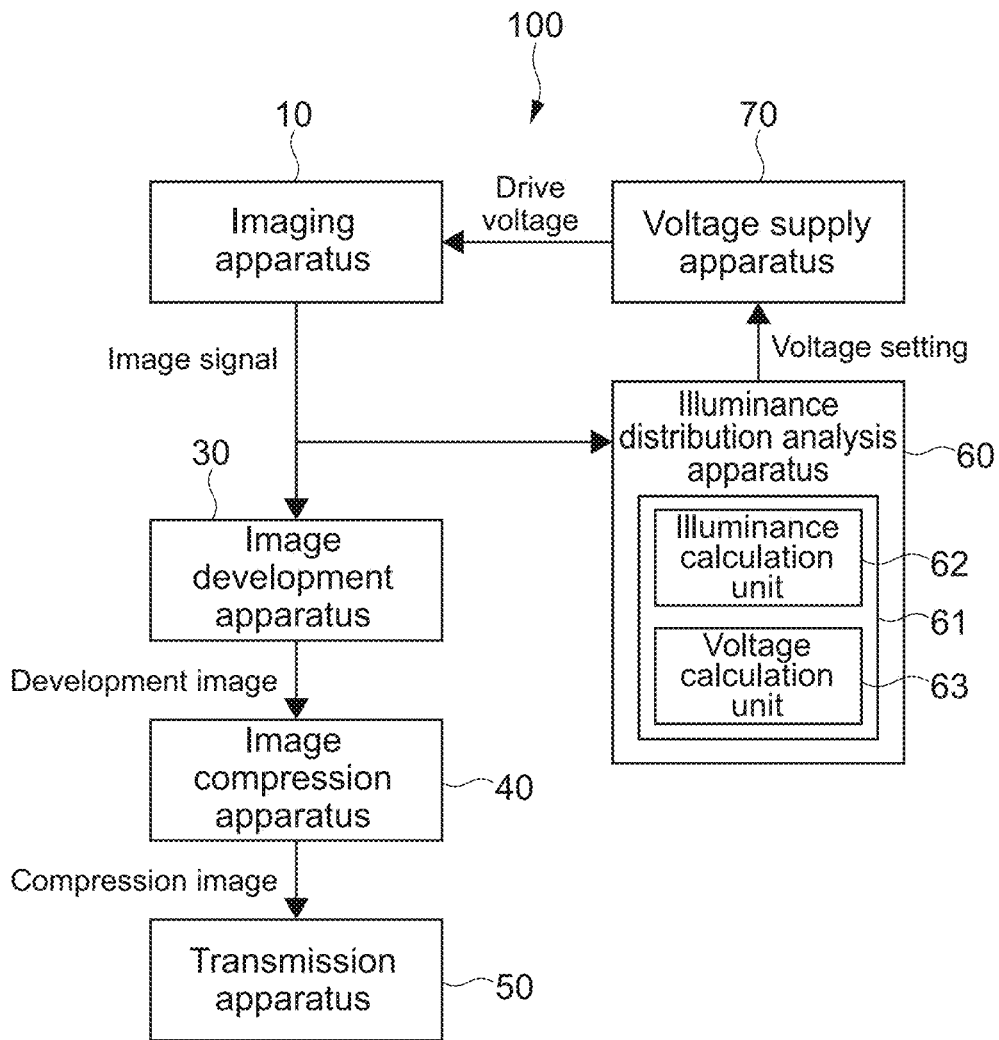 100
10
70
Imaging
apparatus
Drive
voltage
Voltage supply
apparatus
Image signal
Voltage setting
Illuminance
distribution analysis
apparatus
60
30
Image
development
apparatus
Illuminance
calculation
unit
62
61
Voltage
calculation
unit
63
Development image
Image
compression
apparatus
40
Compression image
Transmission
apparatus
50